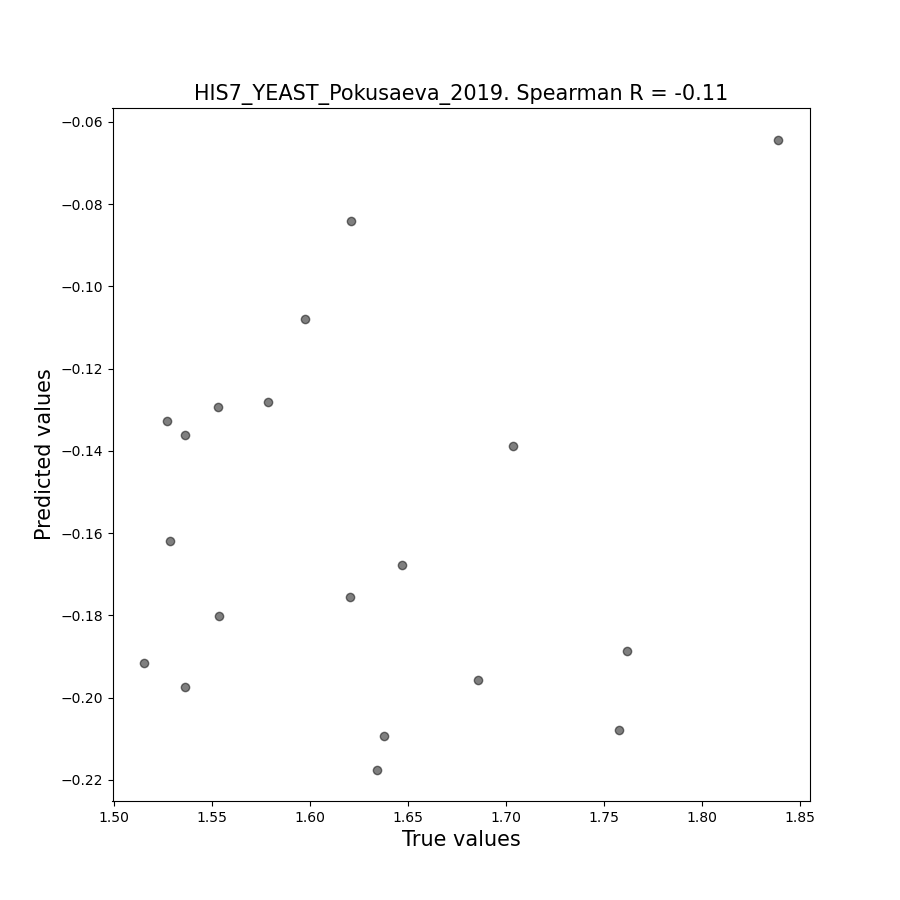 HIS7_YEAST_Pokusaeva_2019. Spearman R = -0.11
−0.06
−0.08
−0.10
−0.12
−0.14
−0.16
−0.18
−0.20
−0.22
Predicted values
1.50 1.55 1.60 1.65 1.70 1.75 1.80 1.85
True values